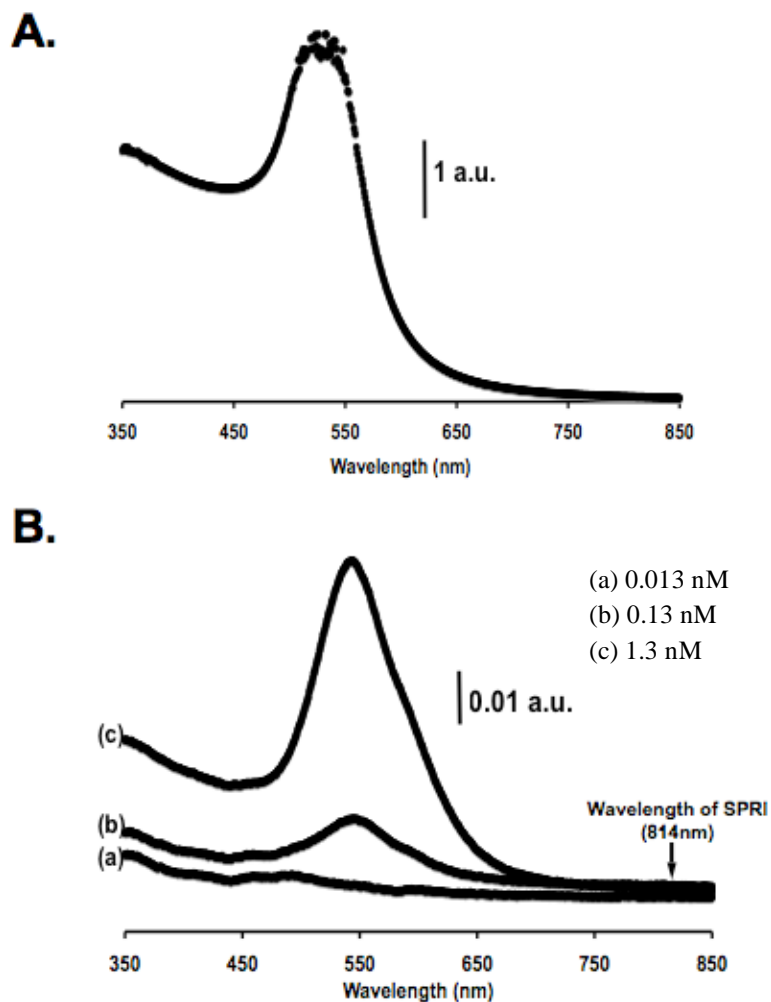 A.
1 a.u.
350 450 550 650 750 850
Wavelength (nm)
B.
(a) 0.013 nM
(b) 0.13 nM
(c) 1.3 nM
0.01 a.u.
(c)
Wavelength of SPRI
(814nm)
(b)
(a)
350 450 550 650 750 850
Wavelength (nm)